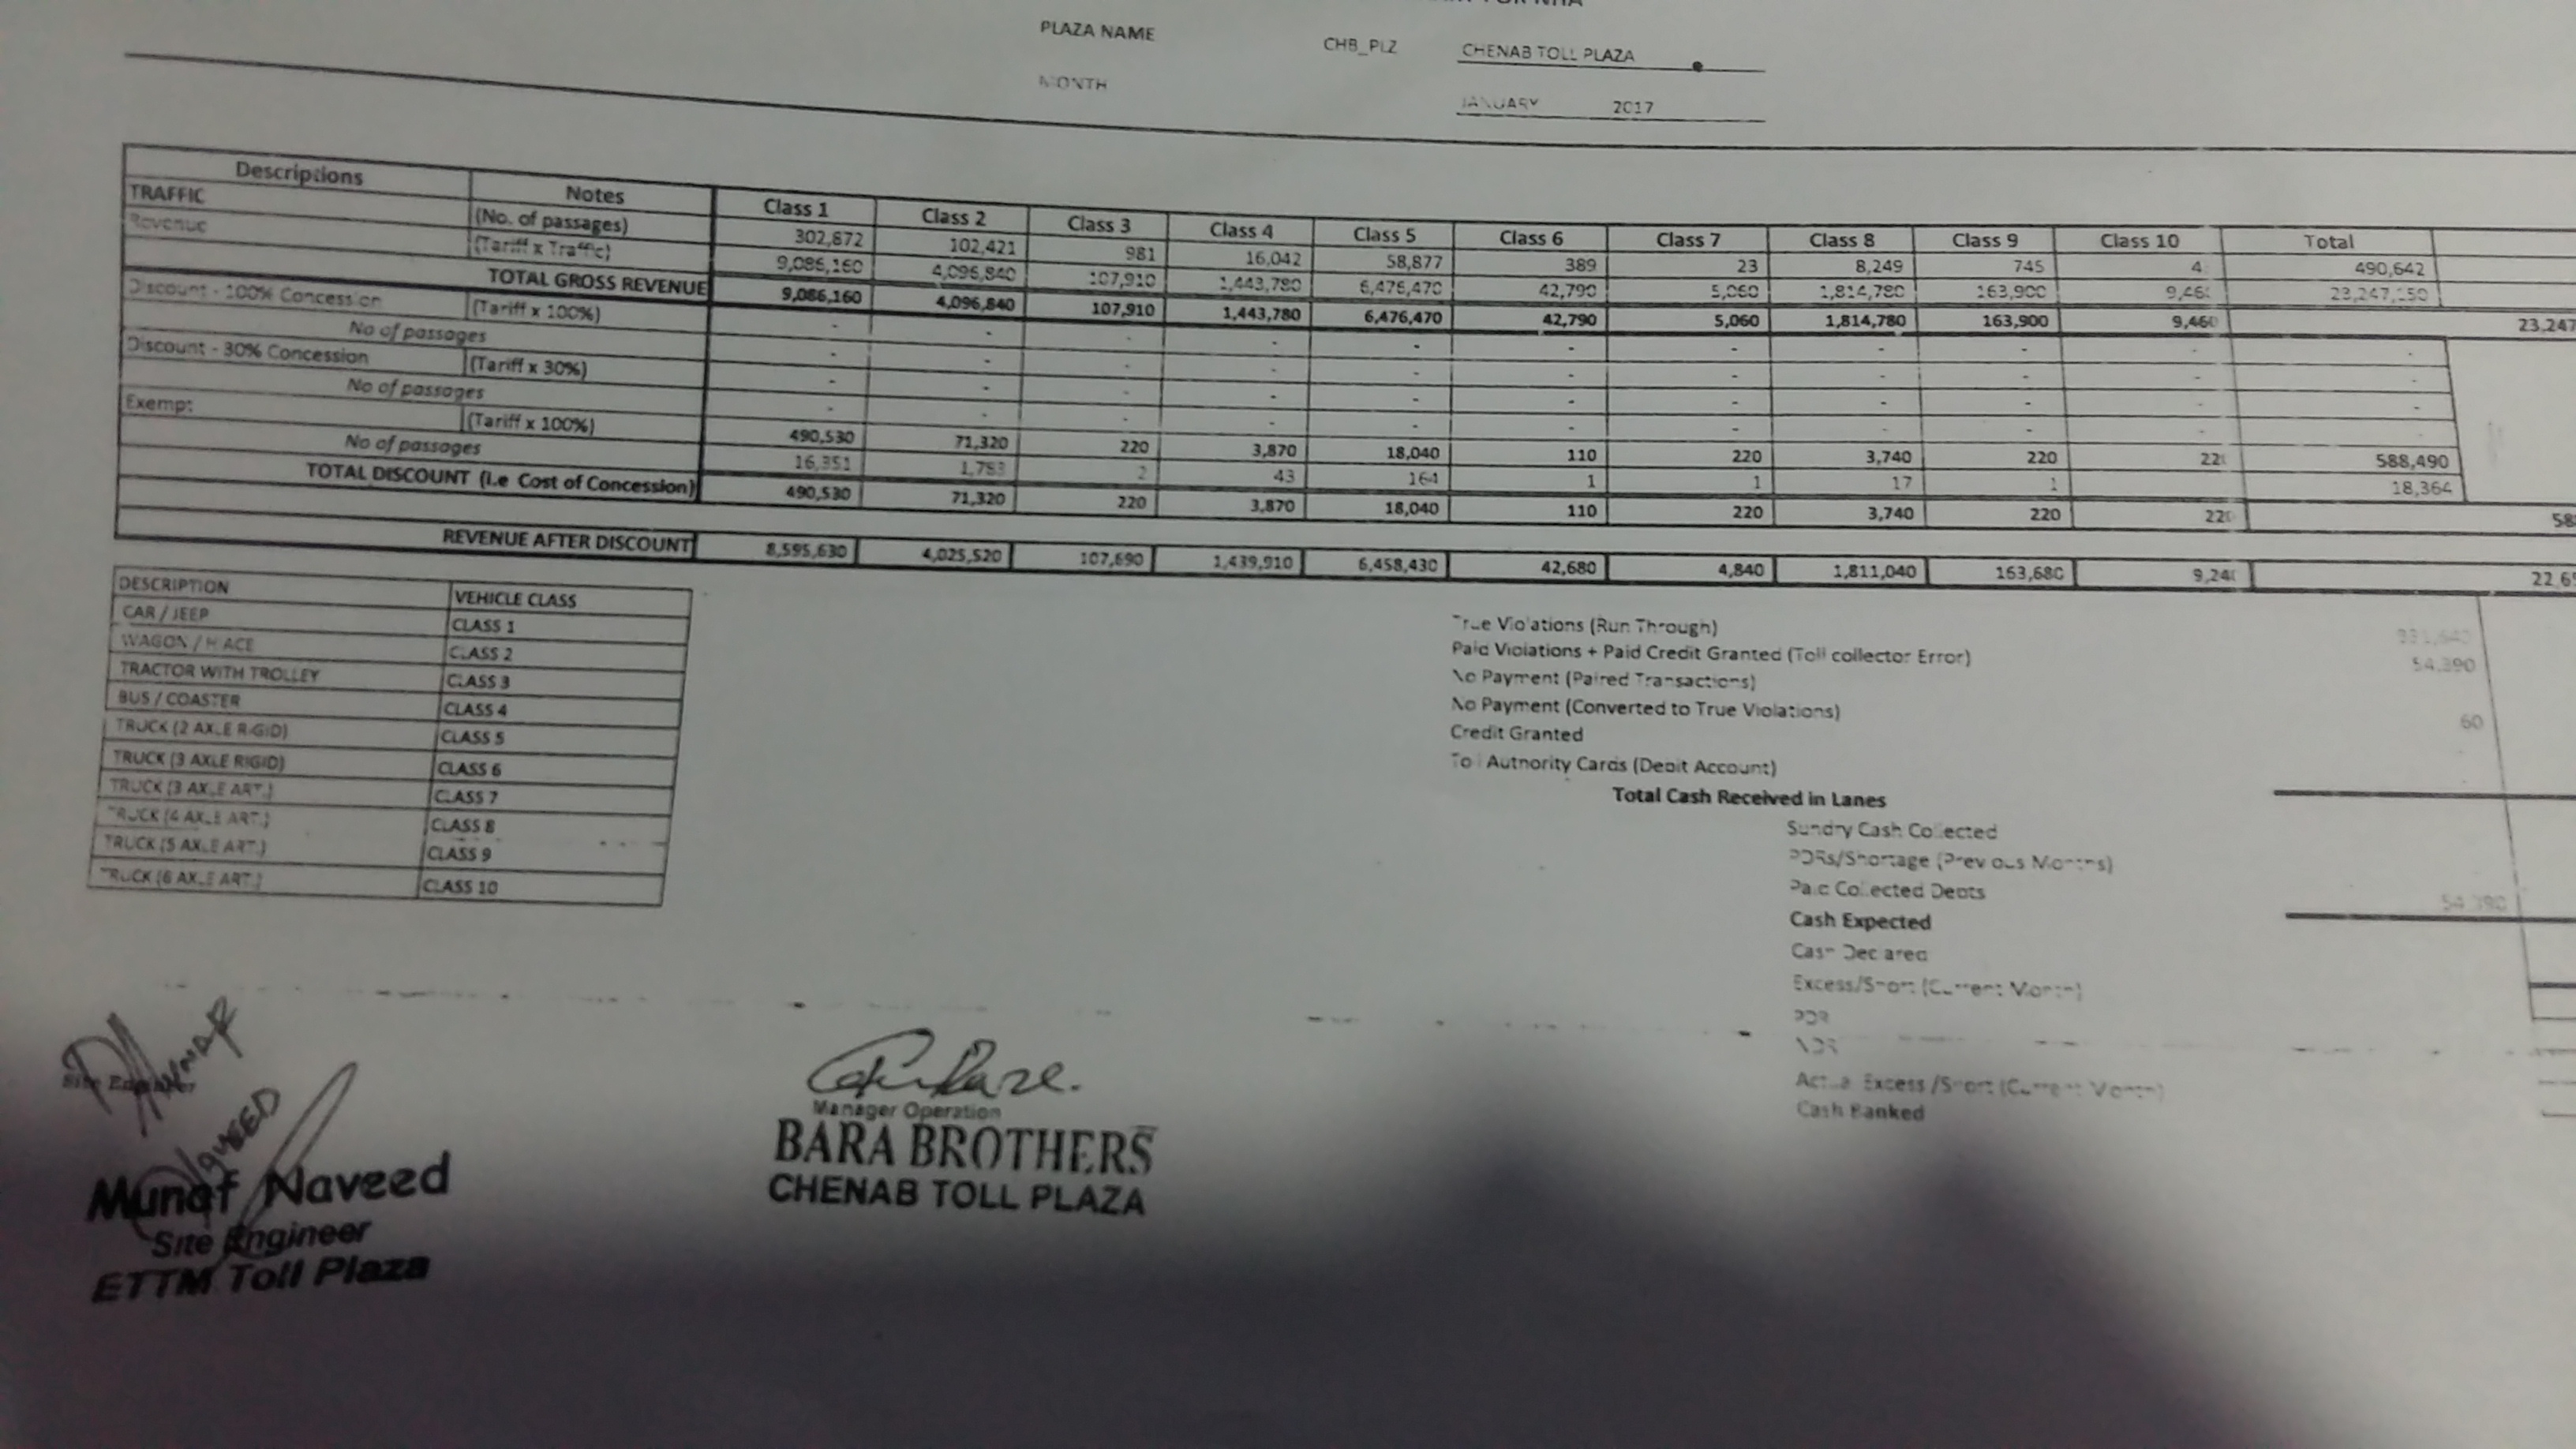 FOR NHA
PLAZA NAME CHB_PLZ CHENAB TOLL PLAZA
MONTH JANUARY 2017
Descriptions Notes Class 1 Class 2 Class 3 Class 4 Class 5 Class 6 Class 7 Class 8 Class 9 Class 10 Total
TRAFFIC (No. of passages) 302,872 102,421 981 16,042 58,877 389 23 8,249 745 4 490,642
Revenue (Tariff x Traffic) 9,086,160 4,096,840 107,910 1,443,780 6,476,470 42,790 5,060 1,814,780 163,900 9,46 23,247,150
TOTAL GROSS REVENUE 9,086,160 4,096,840 107,910 1,443,780 6,476,470 42,790 5,060 1,814,780 163,900 9,460 23,247
Discount - 100% Concession (Tariff x 100%) - - - - - - - - - - -
No of passages - - - - - - - - - - -
Discount - 30% Concession (Tariff x 30%) - - - - - - - - - - -
No of passages - - - - - - - - - - -
Exempt (Tariff x 100%) 490,530 71,320 220 3,870 18,040 110 220 3,740 220 22 588,490
No of passages 16,351 1,783 2 43 164 1 1 17 1 18,364
TOTAL DISCOUNT (i.e Cost of Concession) 490,530 71,320 220 3,870 18,040 110 220 3,740 220 220 58
REVENUE AFTER DISCOUNT 8,595,630 4,025,520 107,690 1,439,910 6,458,430 42,680 4,840 1,811,040 163,680 9,24 22,65
DESCRIPTION VEHICLE CLASS
CAR / JEEP CLASS 1
WAGON / HIACE CLASS 2
TRACTOR WITH TROLLEY CLASS 3
BUS / COASTER CLASS 4
TRUCK (2 AXLE RIGID) CLASS 5
TRUCK (3 AXLE RIGID) CLASS 6
TRUCK (3 AXLE ART.) CLASS 7
TRUCK (4 AXLE ART.) CLASS 8
TRUCK (5 AXLE ART.) CLASS 9
TRUCK (6 AXLE ART.) CLASS 10
True Violations (Run Through)
Paid Violations + Paid Credit Granted (Toll collector Error) 54,390
No Payment (Paired Transactions)
No Payment (Converted to True Violations) 60
Credit Granted
Toll Authority Cards (Debit Account)
Total Cash Received in Lanes
Sundry Cash Collected
PDRs/Shortage (Previous Months)
Paid Collected Debts 54,390
Cash Expected
Cash Declared
Excess/Short (Current Month)
PDR
NDR
Actual Excess /Short (Current Month)
Cash Banked
Site Engineer
Munaf Naveed
Site Engineer
ETTM Toll Plaza
Manager Operation
BARA BROTHERS
CHENAB TOLL PLAZA